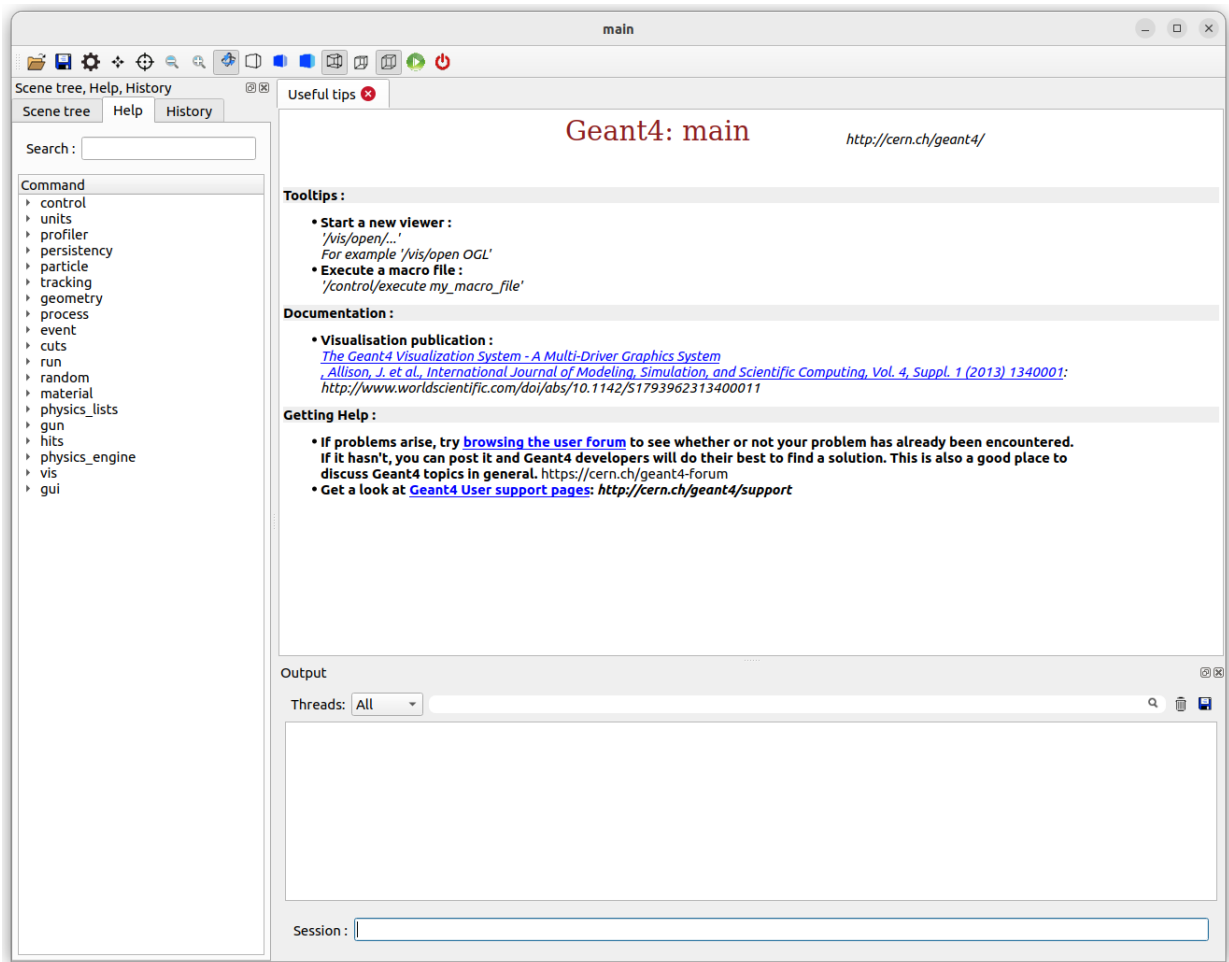 main
Scene tree, Help, History
Scene tree
Help
History
Search :
Command
control
units
profiler
persistency
particle
tracking
geometry
process
event
cuts
run
random
material
physics_lists
gun
hits
physics_engine
vis
gui
Useful tips
Geant4: main
http://cern.ch/geant4/
Tooltips :
• Start a new viewer :
'/vis/open/...'
For example '/vis/open OGL'
• Execute a macro file :
'/control/execute my_macro_file'
Documentation :
• Visualisation publication :
The Geant4 Visualization System - A Multi-Driver Graphics System
, Allison, J. et al., International Journal of Modeling, Simulation, and Scientific Computing, Vol. 4, Suppl. 1 (2013) 1340001:
http://www.worldscientific.com/doi/abs/10.1142/S1793962313400011
Getting Help :
• If problems arise, try browsing the user forum to see whether or not your problem has already been encountered.
If it hasn't, you can post it and Geant4 developers will do their best to find a solution. This is also a good place to
discuss Geant4 topics in general. https://cern.ch/geant4-forum
• Get a look at Geant4 User support pages: http://cern.ch/geant4/support
Output
Threads: All
Session :